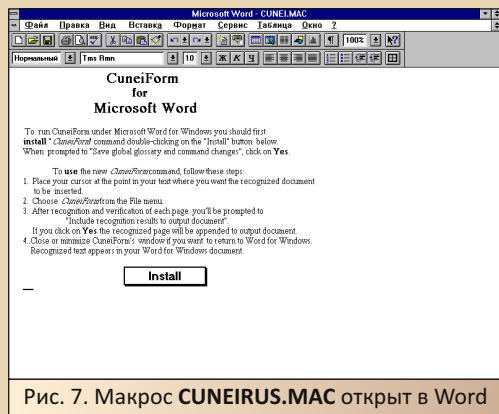 Microsoft Word - CUNEI.MAC
Файл Правка Вид Вставка Формат Сервис Таблица Окно ?
100%
Нормальный Tms Rmn 10 Ж К Ч
CuneiForm
for
Microsoft Word
To run CuneiForm under Microsoft Word for Windows you should first
install " CuneiForm" command double-clicking on the "Install" button below.
When prompted to "Save global glossary and command changes", click on Yes.
To use the new CuneiForm command, follow these steps:
1. Place your cursor at the point in your text where you want the recognized document
to be inserted.
2. Choose CuneiForm from the File menu.
3. After recognition and verification of each page you'll be prompted to
"Include recognition results to output document".
If you click on Yes the recognized page will be appended to output document.
4. Close or minimize CuneiForm's window if you want to return to Word for Windows.
Recognized text appears in your Word for Windows document.
Install
Рис. 7. Макрос CUNEIRUS.MAC открыт в Word